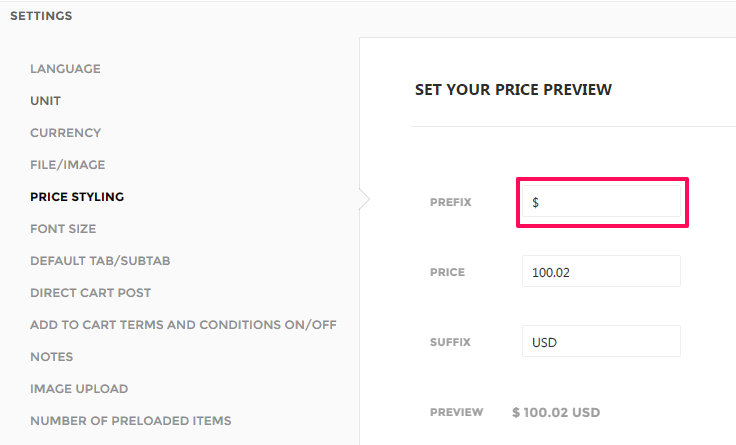 SETTINGS
LANGUAGE
UNIT
CURRENCY
FILE/IMAGE
PRICE STYLING
FONT SIZE
DEFAULT TAB/SUBTAB
DIRECT CART POST
ADD TO CART TERMS AND CONDITIONS ON/OFF
NOTES
IMAGE UPLOAD
NUMBER OF PRELOADED ITEMS
SET YOUR PRICE PREVIEW
PREFIX $
PRICE 100.02
SUFFIX USD
PREVIEW $ 100.02 USD